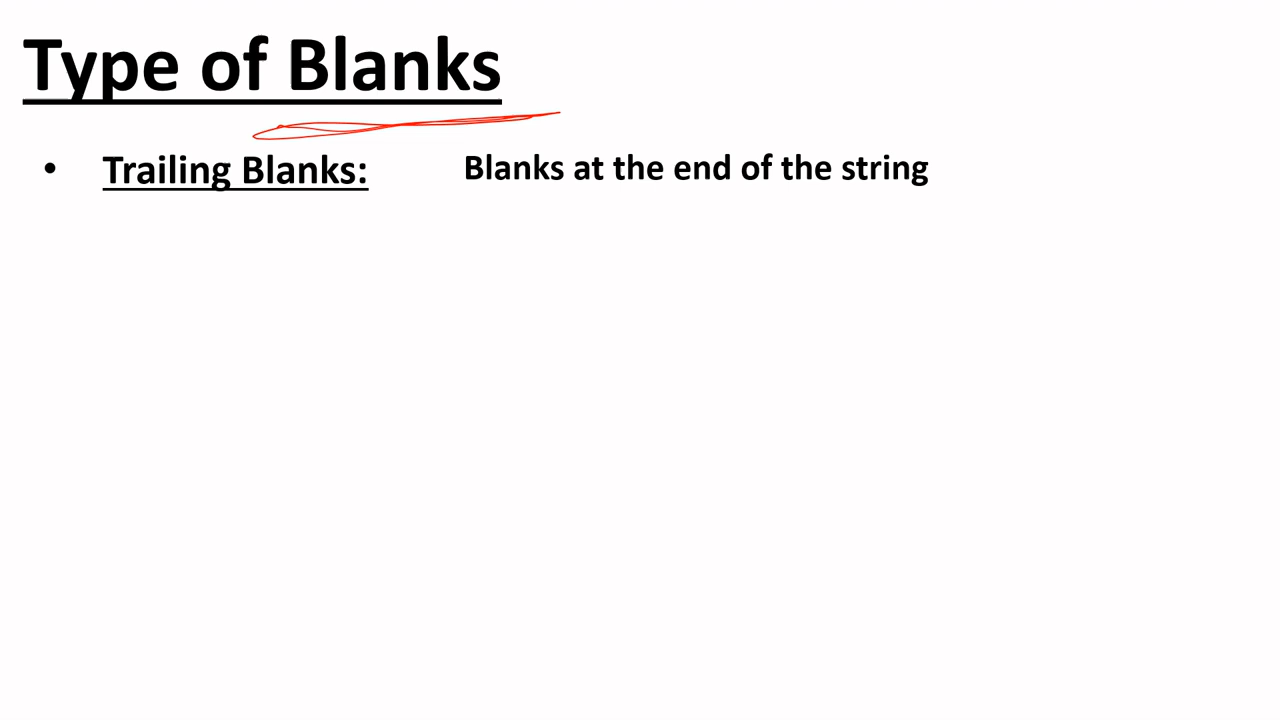 Type of Blanks
• Trailing Blanks: Blanks at the end of the string